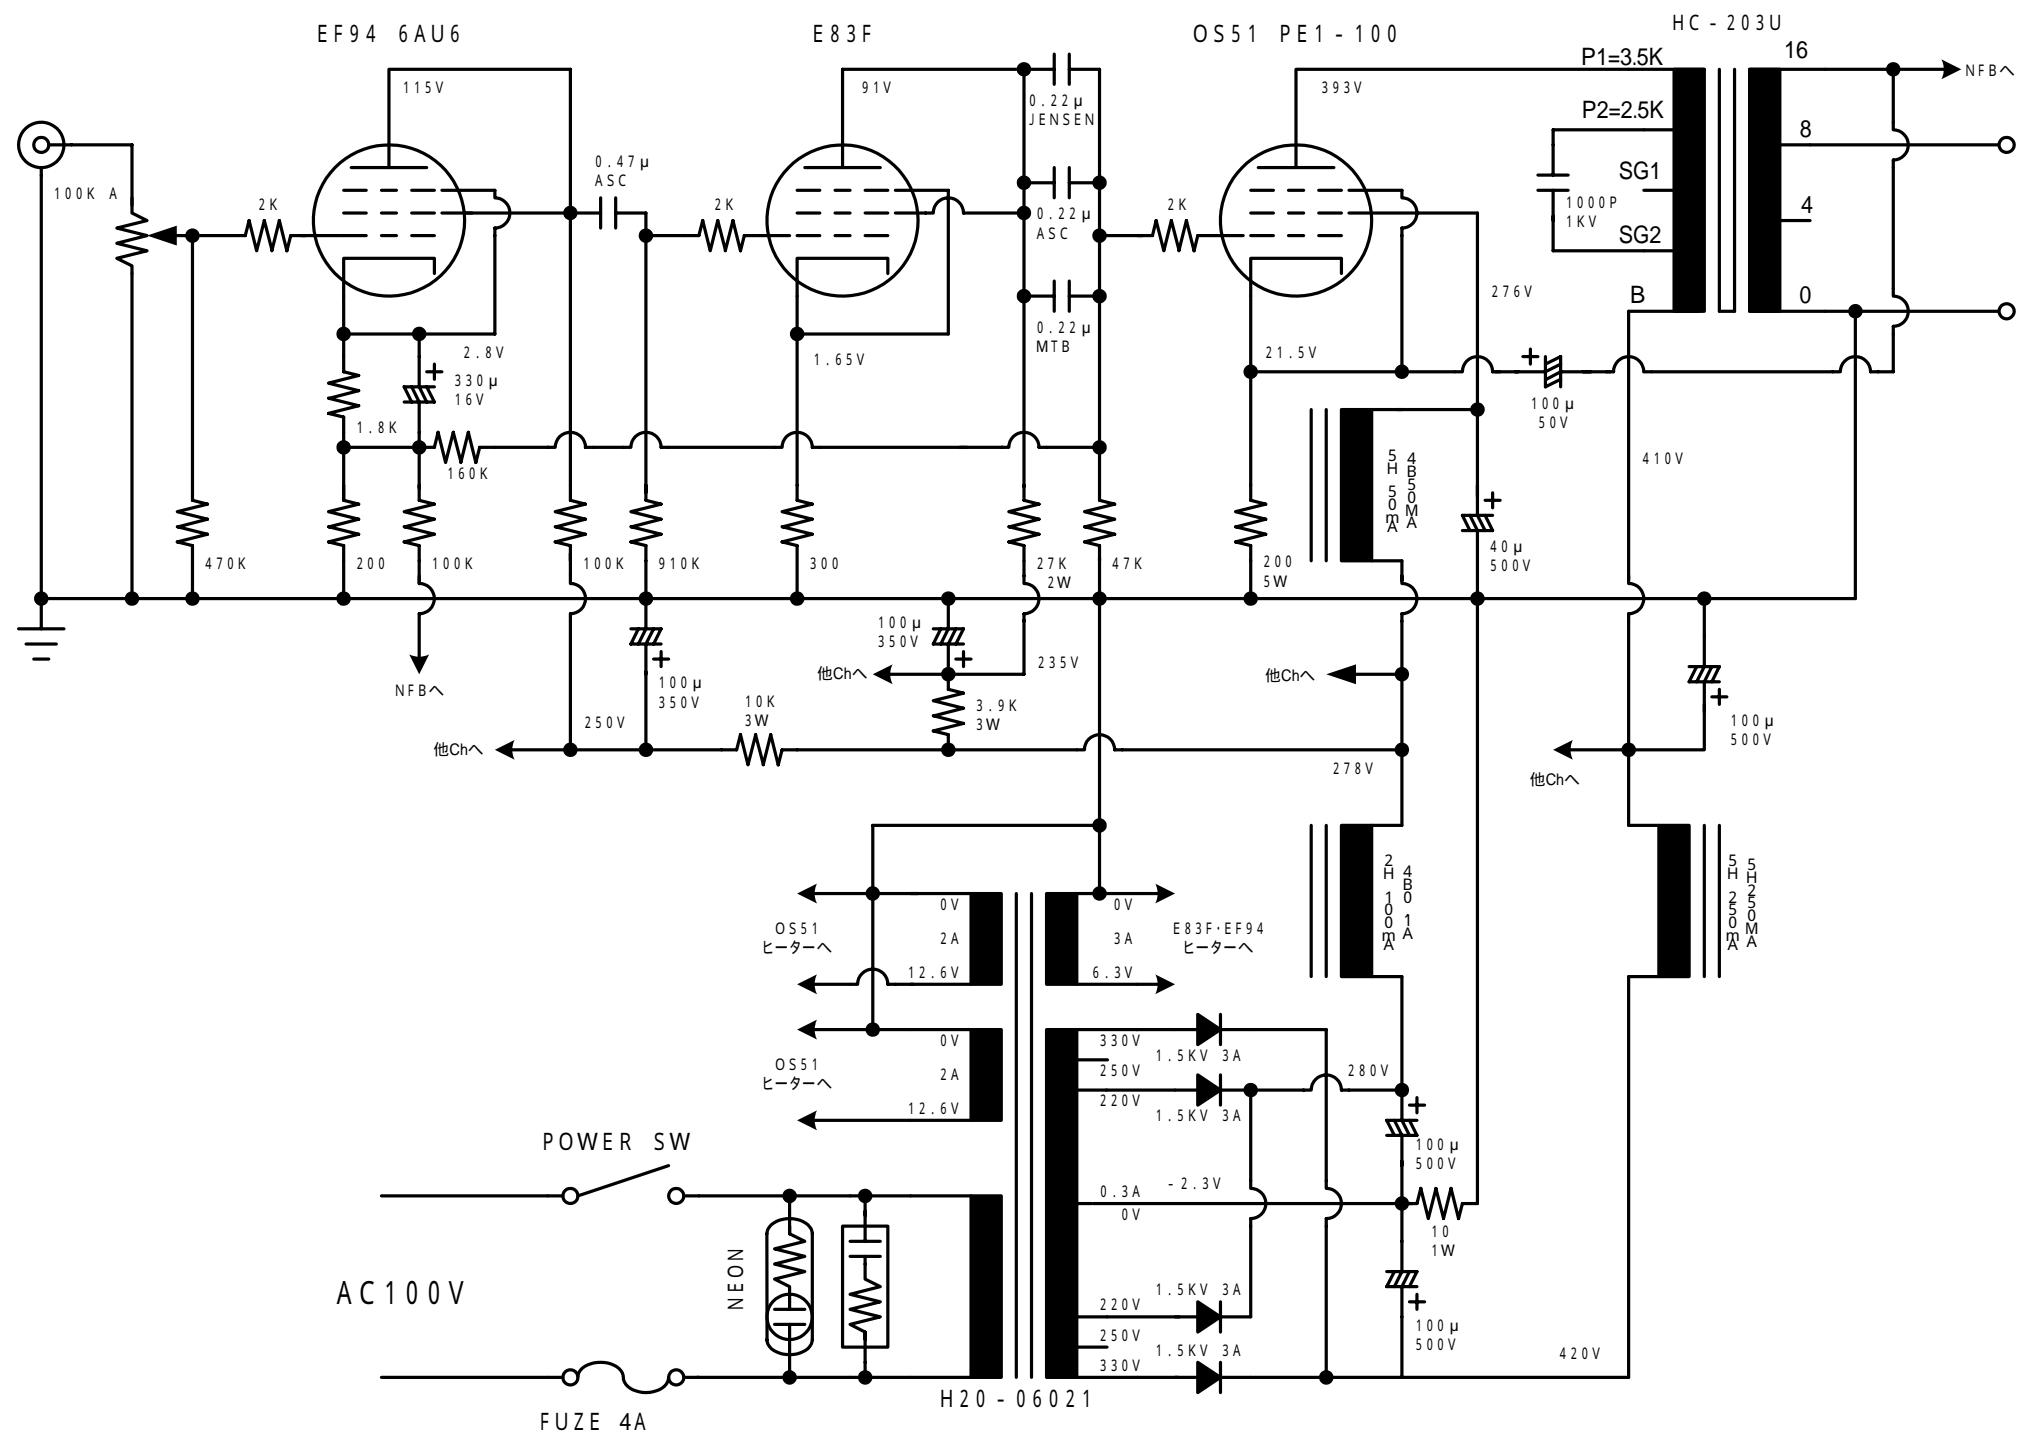 EF94 6AU6
E83F
OS51 PE1-100
HC-203U
P1=3.5K
16
NFBへ
115V
91V
393V
0.22μ
JENSEN
P2=2.5K
8
0.47μ
ASC
100K A
2K
2K
2K
0.22μ
ASC
SG1
1000P
1KV
4
SG2
276V
B
0
0.22μ
MTB
2.8V
1.65V
21.5V
330μ
16V
100μ
50V
1.8K
160K
5H 50mA
4B50MA
410V
470K
200
100K
100K
910K
300
27K
2W
47K
200
5W
40μ
500V
100μ
350V
NFBへ
100μ
350V
他Chへ
235V
他Chへ
250V
10K
3W
3.9K
3W
他Chへ
278V
100μ
500V
他Chへ
2H 100mA
4B0.1A
5H 250mA
5H250MA
0V
2A
12.6V
OS51
ヒーターへ
0V
3A
6.3V
E83F・EF94
ヒーターへ
0V
2A
12.6V
OS51
ヒーターへ
330V
1.5KV 3A
250V
280V
220V
1.5KV 3A
POWER SW
100μ
500V
0.3A
-2.3V
0V
10
1W
AC100V
NEON
1.5KV 3A
220V
250V
1.5KV 3A
330V
100μ
500V
420V
H20-06021
FUZE 4A